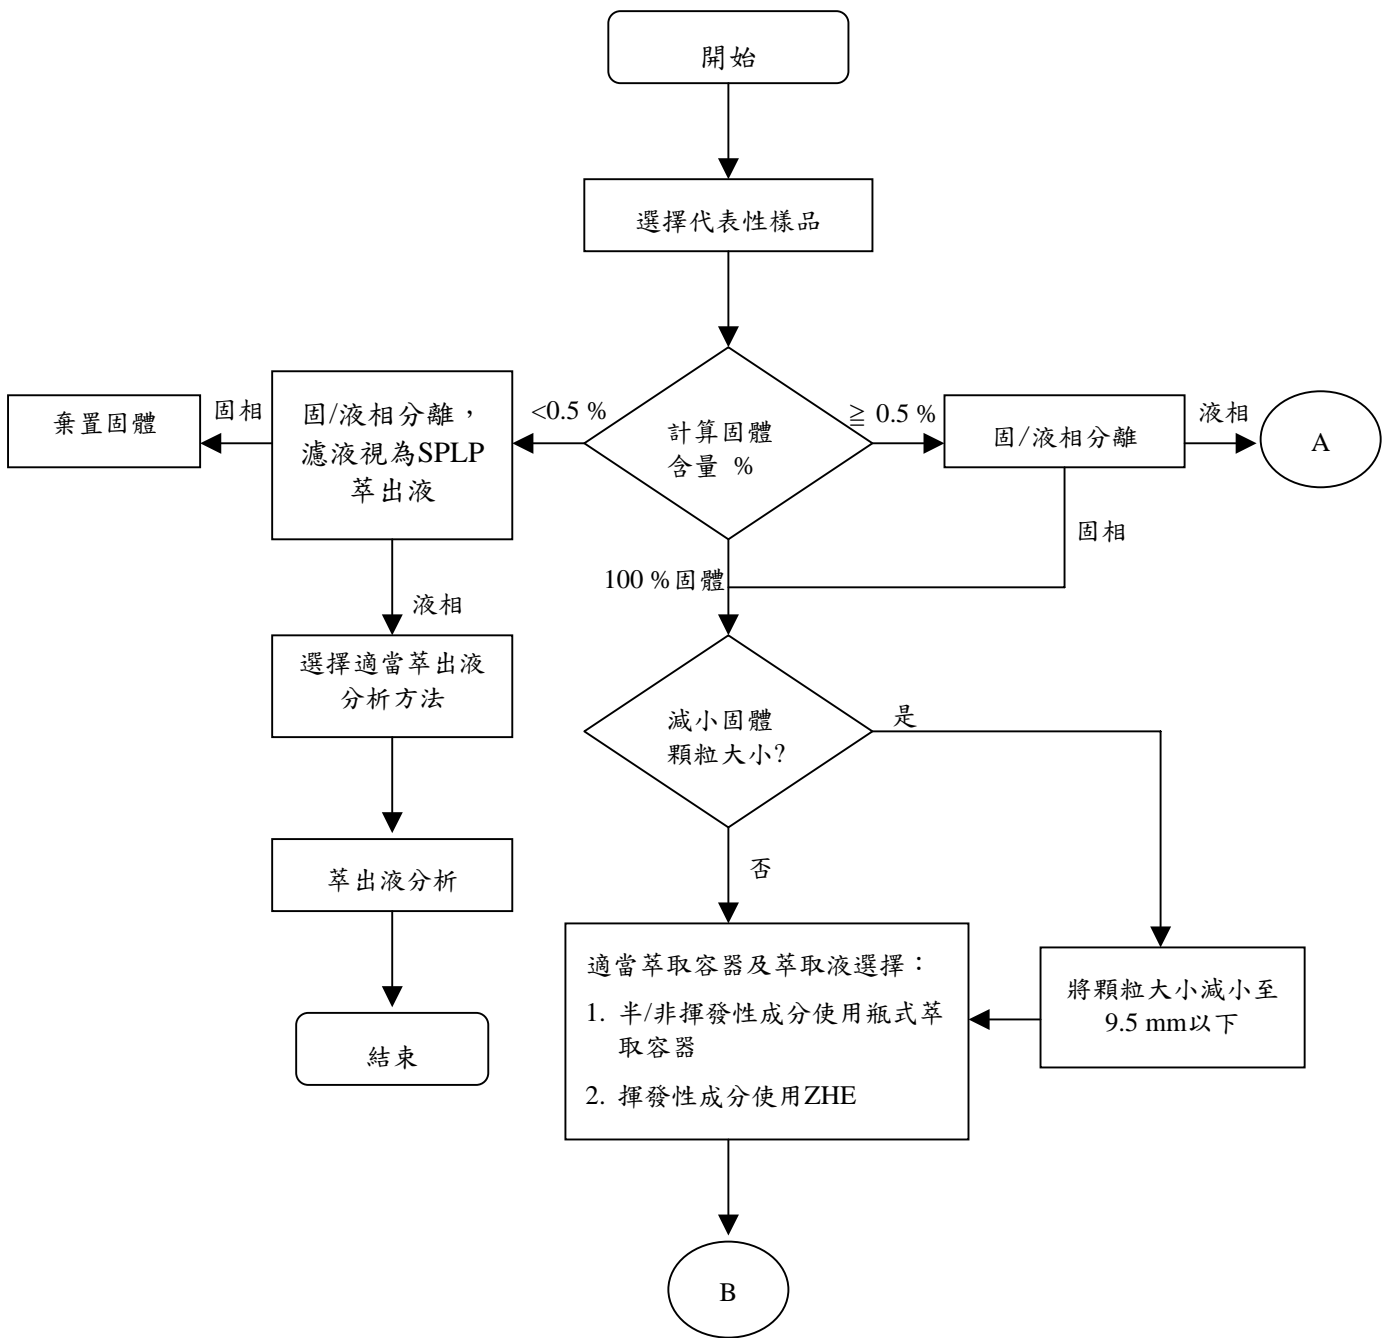 開始
選擇代表性樣品
計算固體
含量 %
<0.5 %
≧ 0.5 %
固/液相分離，
濾液視為SPLP
萃出液
固相
棄置固體
固/液相分離
液相
A
固相
100 %固體
液相
選擇適當萃出液
分析方法
減小固體
顆粒大小?
是
否
萃出液分析
結束
適當萃取容器及萃取液選擇：
1. 半/非揮發性成分使用瓶式萃
取容器
2. 揮發性成分使用ZHE
將顆粒大小減小至
9.5 mm以下
B